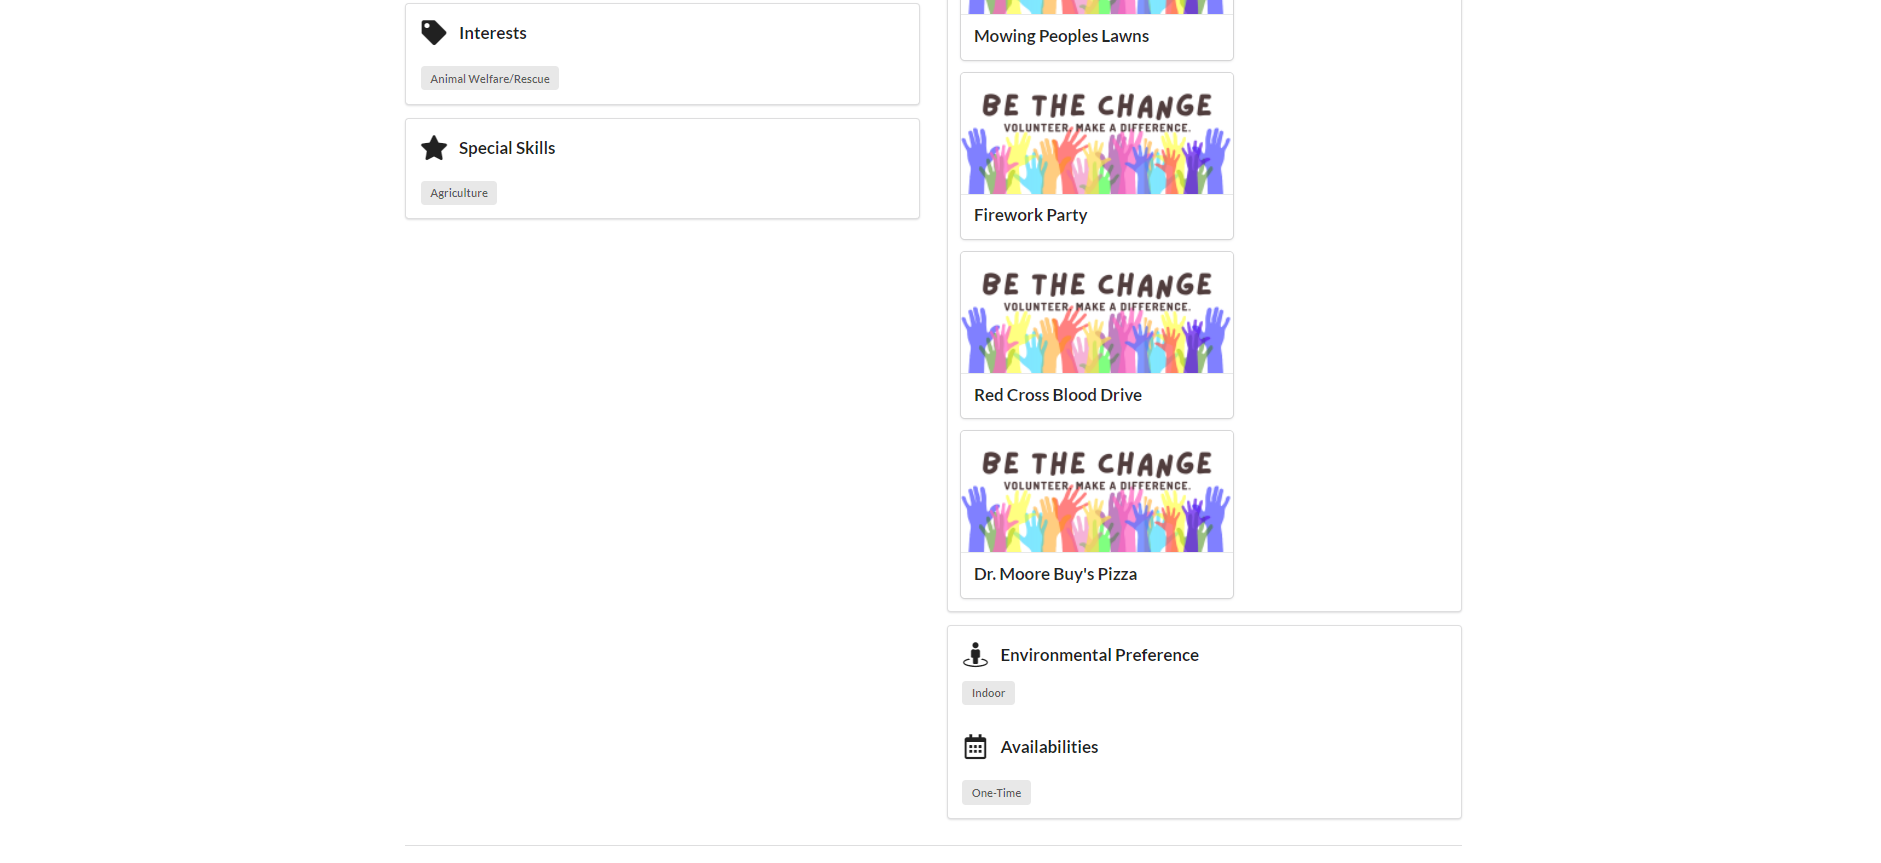 Interests
Animal Welfare/Rescue
Special Skills
Agriculture
Mowing Peoples Lawns
BE THE CHANGE
VOLUNTEER. MAKE A DIFFERENCE.
Firework Party
BE THE CHANGE
VOLUNTEER. MAKE A DIFFERENCE.
Red Cross Blood Drive
BE THE CHANGE
VOLUNTEER. MAKE A DIFFERENCE.
Dr. Moore Buy's Pizza
Environmental Preference
Indoor
Availabilities
One-Time